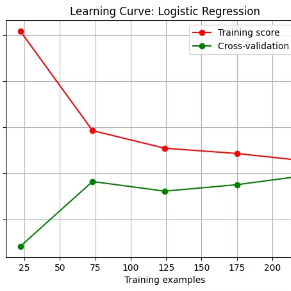 Learning Curve: Logistic Regression
Training score
Cross-validation
25 50 75 100 125 150 175 200
Training examples